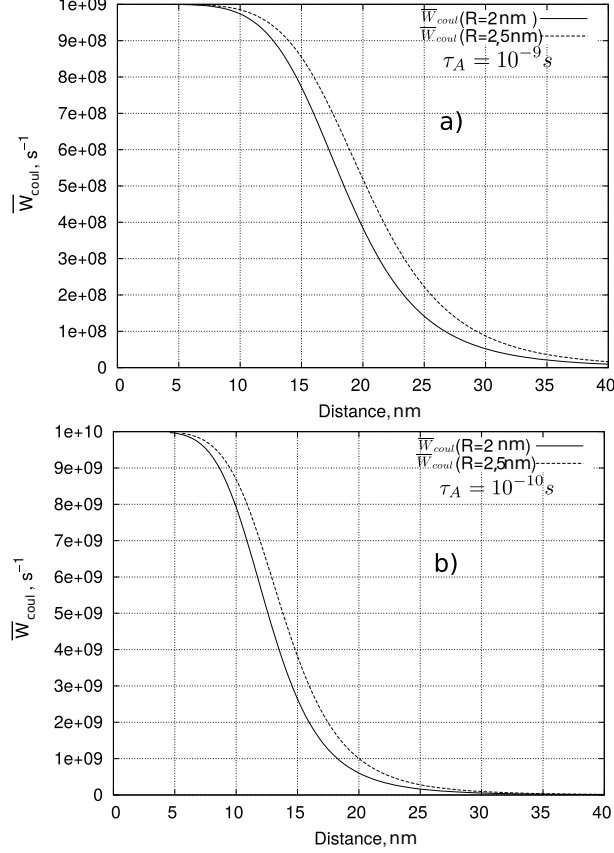 1e+09
9e+08
8e+08
7e+08
6e+08
5e+08
4e+08
3e+08
2e+08
1e+08
0
W̅coul, s⁻¹
W̅coul(R=2nm )
W̅coul(R=2,5nm)
τA = 10⁻⁹s
a)
0 5 10 15 20 25 30 35 40
Distance, nm
1e+10
9e+09
8e+09
7e+09
6e+09
5e+09
4e+09
3e+09
2e+09
1e+09
0
W̅coul, s⁻¹
W̅coul(R=2 nm)
W̅coul(R=2,5nm)
τA = 10⁻¹⁰s
b)
0 5 10 15 20 25 30 35 40
Distance, nm